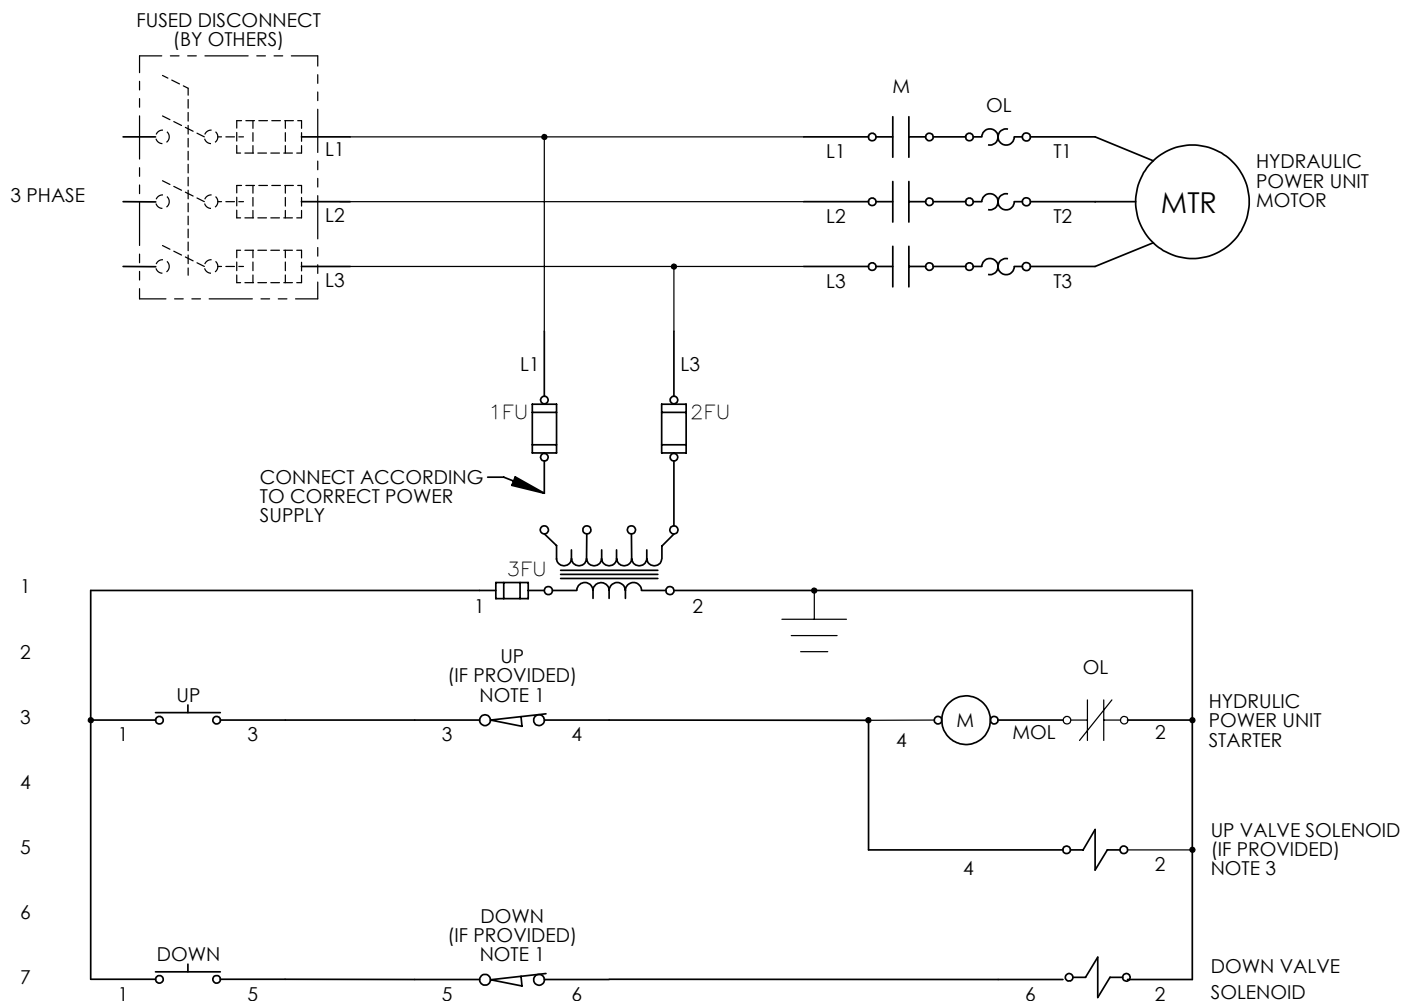 FUSED DISCONNECT
(BY OTHERS)
M
OL
L1
L1
T1
HYDRAULIC
POWER UNIT
MOTOR
3 PHASE
MTR
L2
L2
T2
L3
L3
T3
L1
L3
1FU
2FU
CONNECT ACCORDING
TO CORRECT POWER
SUPPLY
3FU
1
1
2
2
UP
(IF PROVIDED)
NOTE 1
OL
UP
3
1
3
3
4
4
M
MOL
2
HYDRULIC
POWER UNIT
STARTER
4
5
4
2
UP VALVE SOLENOID
(IF PROVIDED)
NOTE 3
6
DOWN
(IF PROVIDED)
NOTE 1
DOWN
7
1
5
5
6
6
2
DOWN VALVE
SOLENOID